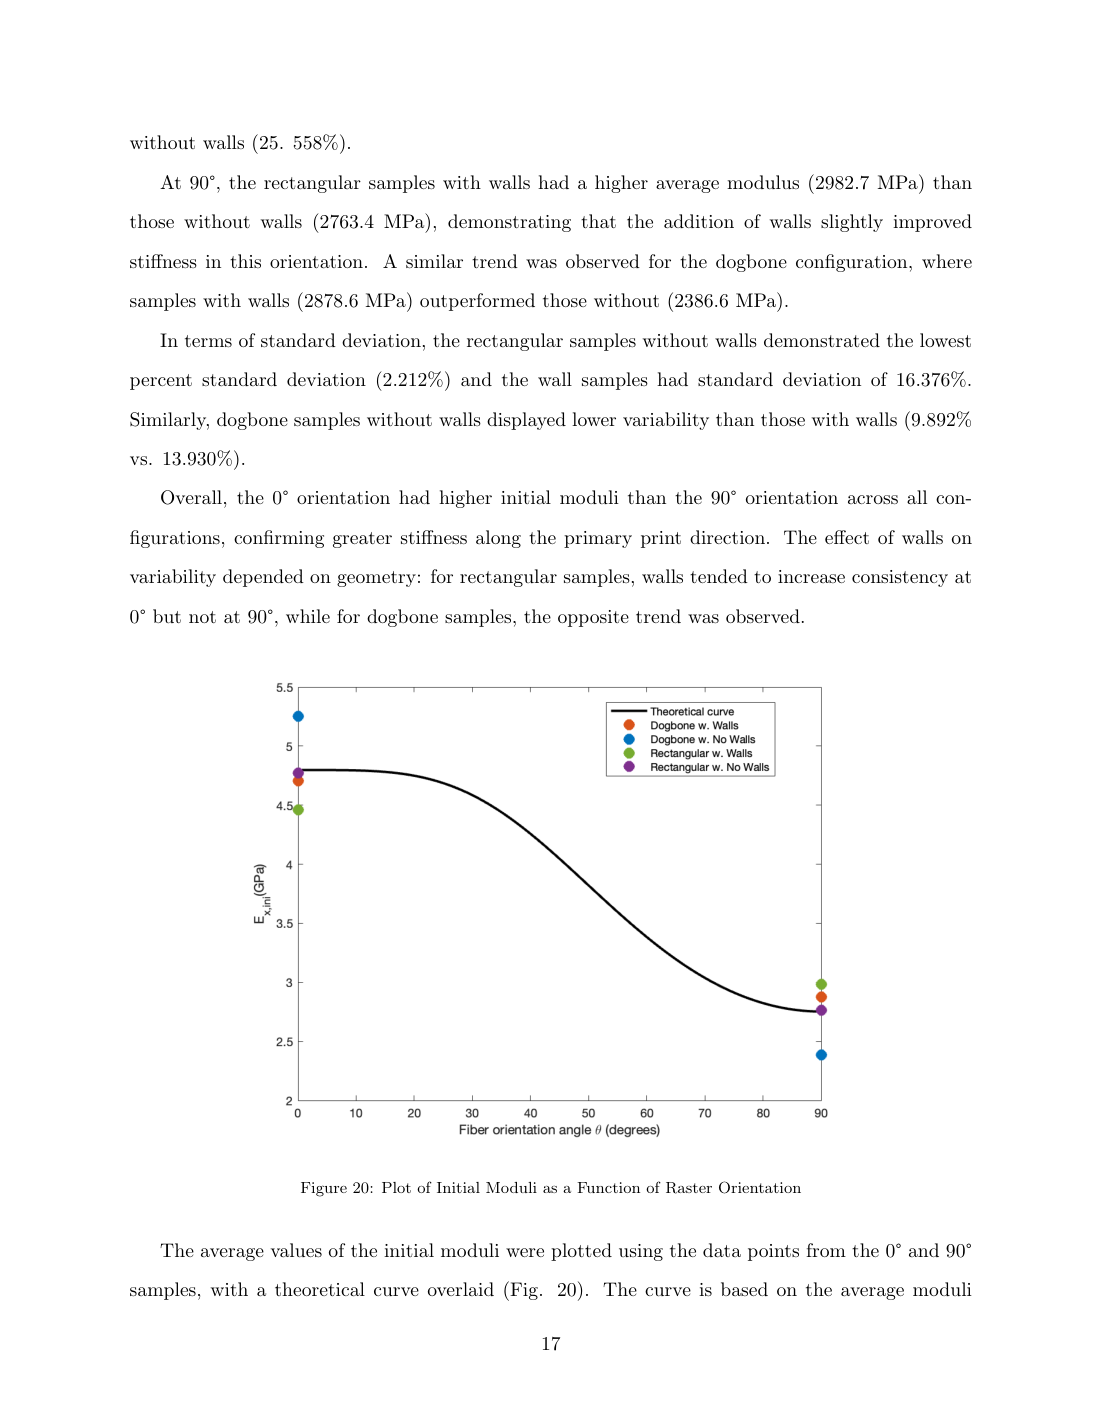 without walls (25. 558%).
At 90°, the rectangular samples with walls had a higher average modulus (2982.7 MPa) than
those without walls (2763.4 MPa), demonstrating that the addition of walls slightly improved
stiffness in this orientation. A similar trend was observed for the dogbone configuration, where
samples with walls (2878.6 MPa) outperformed those without (2386.6 MPa).
In terms of standard deviation, the rectangular samples without walls demonstrated the lowest
percent standard deviation (2.212%) and the wall samples had standard deviation of 16.376%.
Similarly, dogbone samples without walls displayed lower variability than those with walls (9.892%
vs. 13.930%).
Overall, the 0° orientation had higher initial moduli than the 90° orientation across all con-
figurations, confirming greater stiffness along the primary print direction. The effect of walls on
variability depended on geometry: for rectangular samples, walls tended to increase consistency at
0° but not at 90°, while for dogbone samples, the opposite trend was observed.
5.5
5
4.5
4
3.5
3
2.5
2
E_x,ini (GPa)
Theoretical curve
Dogbone w. Walls
Dogbone w. No Walls
Rectangular w. Walls
Rectangular w. No Walls
0 10 20 30 40 50 60 70 80 90
Fiber orientation angle θ (degrees)
Figure 20: Plot of Initial Moduli as a Function of Raster Orientation
The average values of the initial moduli were plotted using the data points from the 0° and 90°
samples, with a theoretical curve overlaid (Fig. 20). The curve is based on the average moduli
17